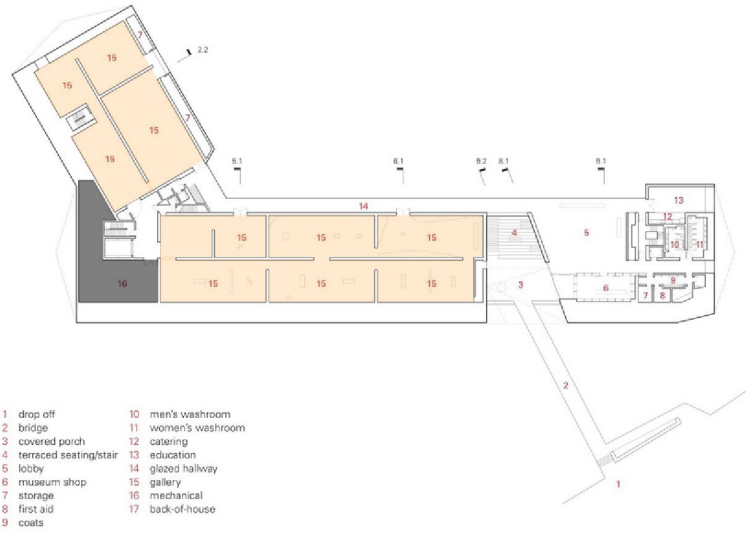 7
15
2.2
15
15
7
15
5.1
6.1
8.2
8.1
9.1
14
13
12
15
15
15
4
5
10
11
16
15
15
15
3
6
9
7
8
2
1
1 drop off
2 bridge
3 covered porch
4 terraced seating/stair
5 lobby
6 museum shop
7 storage
8 first aid
9 coats
10 men's washroom
11 women's washroom
12 catering
13 education
14 glazed hallway
15 gallery
16 mechanical
17 back-of-house